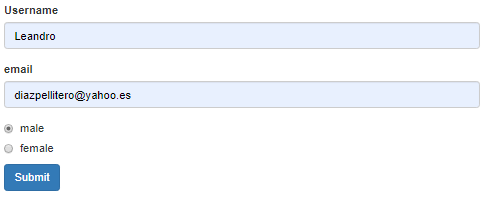 Username
Leandro
email
diazpellitero@yahoo.es
male
female
Submit